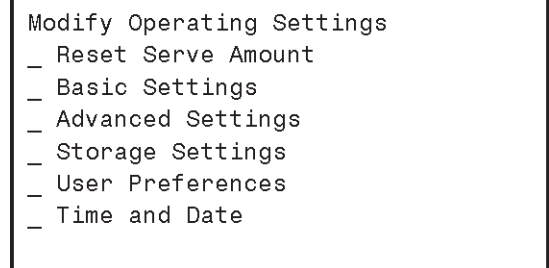 Modify Operating Settings
_ Reset Serve Amount
_ Basic Settings
_ Advanced Settings
_ Storage Settings
_ User Preferences
_ Time and Date